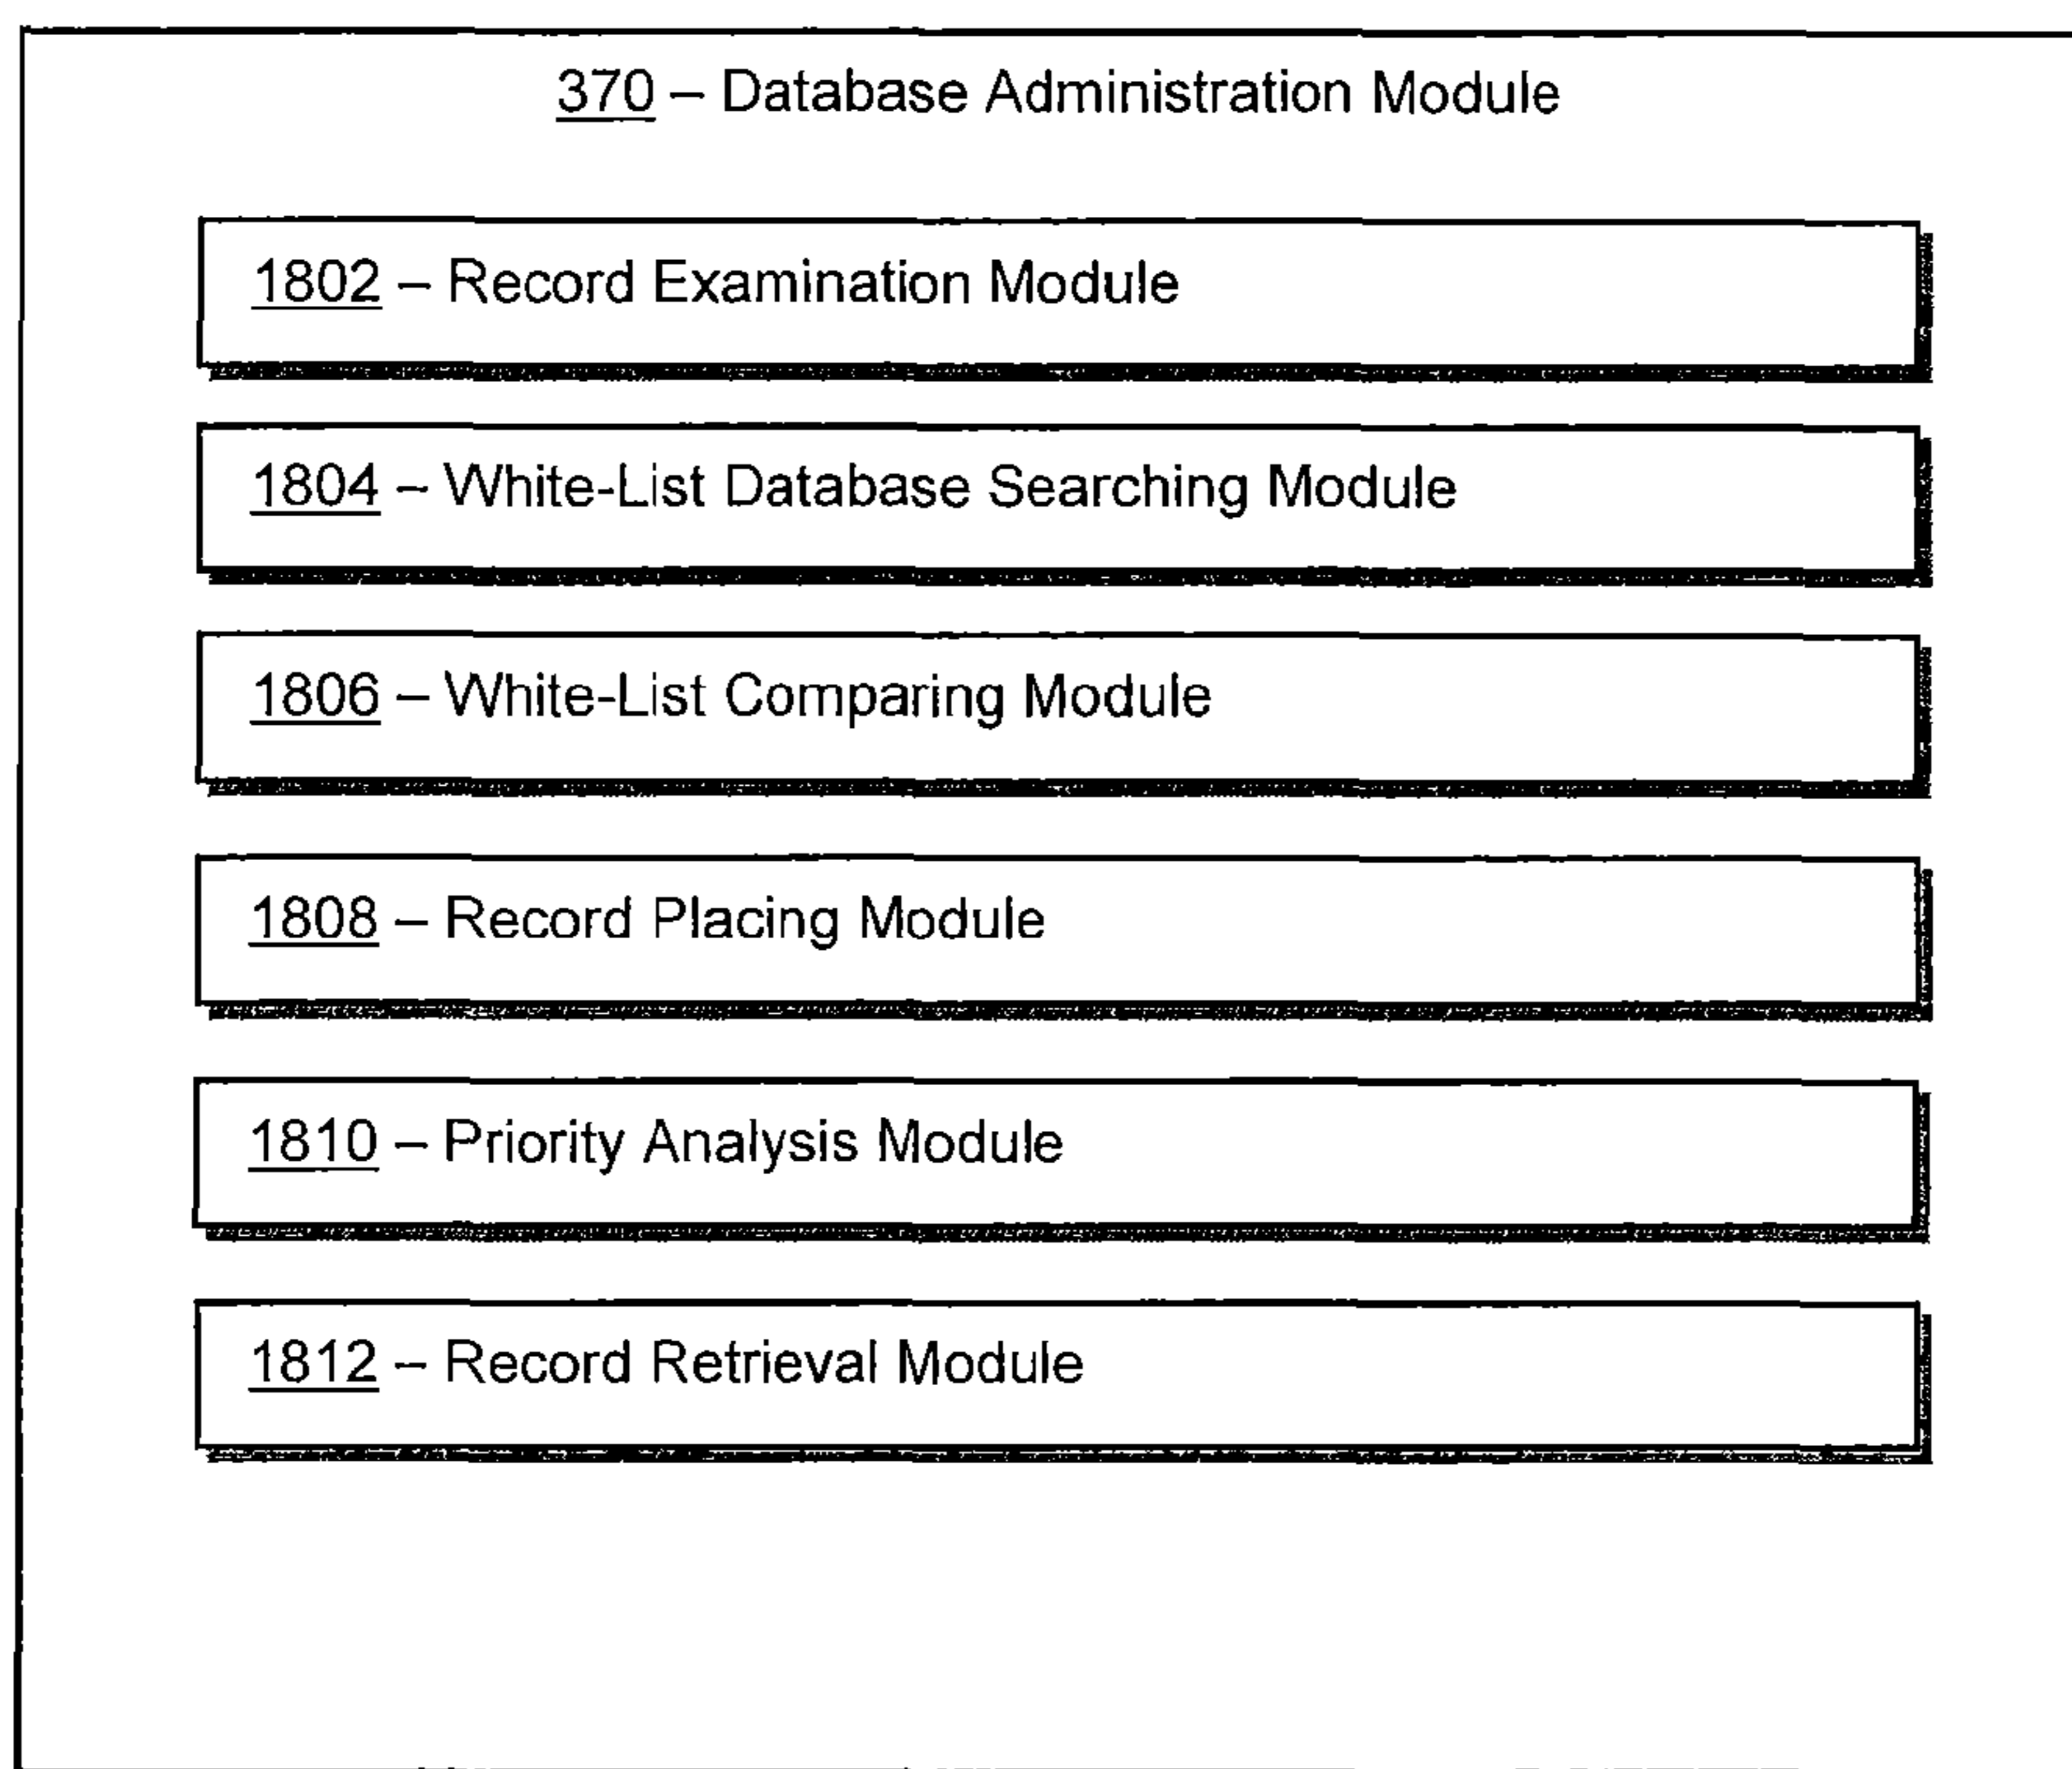 370 – Database Administration Module
1802 – Record Examination Module
1804 – White-List Database Searching Module
1806 – White-List Comparing Module
1808 – Record Placing Module
1810 – Priority Analysis Module
1812 – Record Retrieval Module